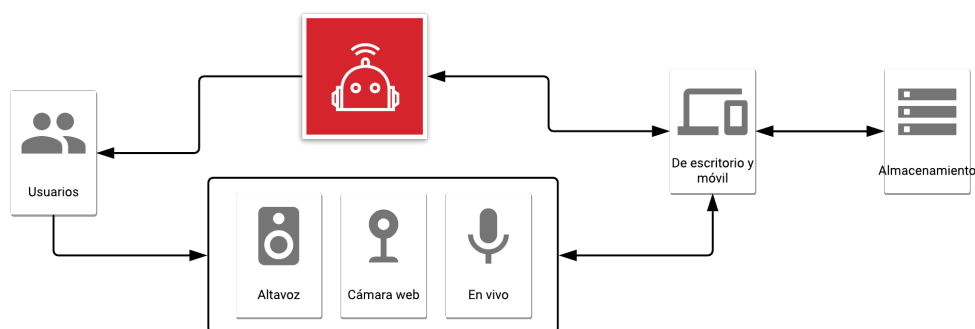 Usuarios
De escritorio y
móvil
Almacenamiento
Altavoz
Cámara web
En vivo